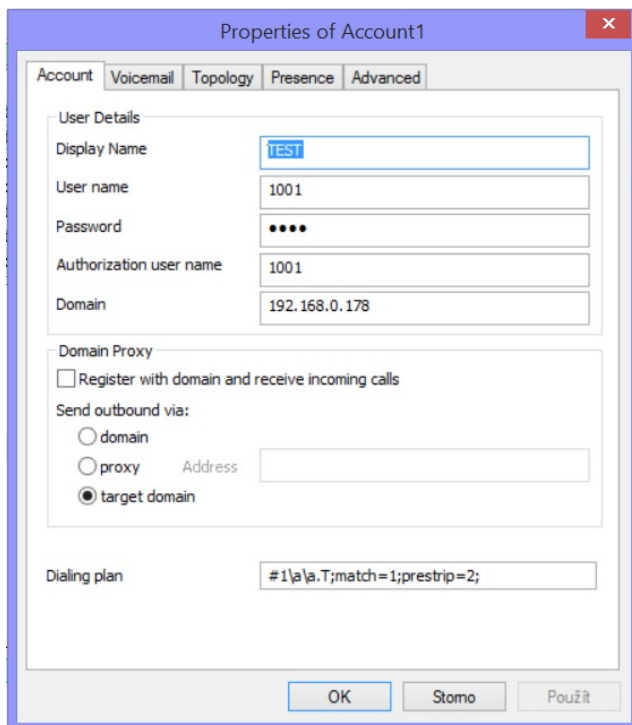 Properties of Account1
Account Voicemail Topology Presence Advanced
User Details
Display Name TEST
User name 1001
Password ••••
Authorization user name 1001
Domain 192.168.0.178
Domain Proxy
Register with domain and receive incoming calls
Send outbound via:
domain
proxy Address
target domain
Dialing plan #1\a\a.T;match=1;prestrip=2;
OK Storno Použít